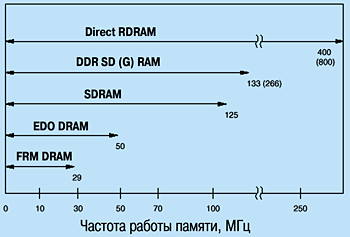 Direct RDRAM
400
(800)
DDR SD (G) RAM
133 (266)
SDRAM
125
EDO DRAM
50
FRM DRAM
29
0 10 30 50 70 100 250
Частота работы памяти, МГц